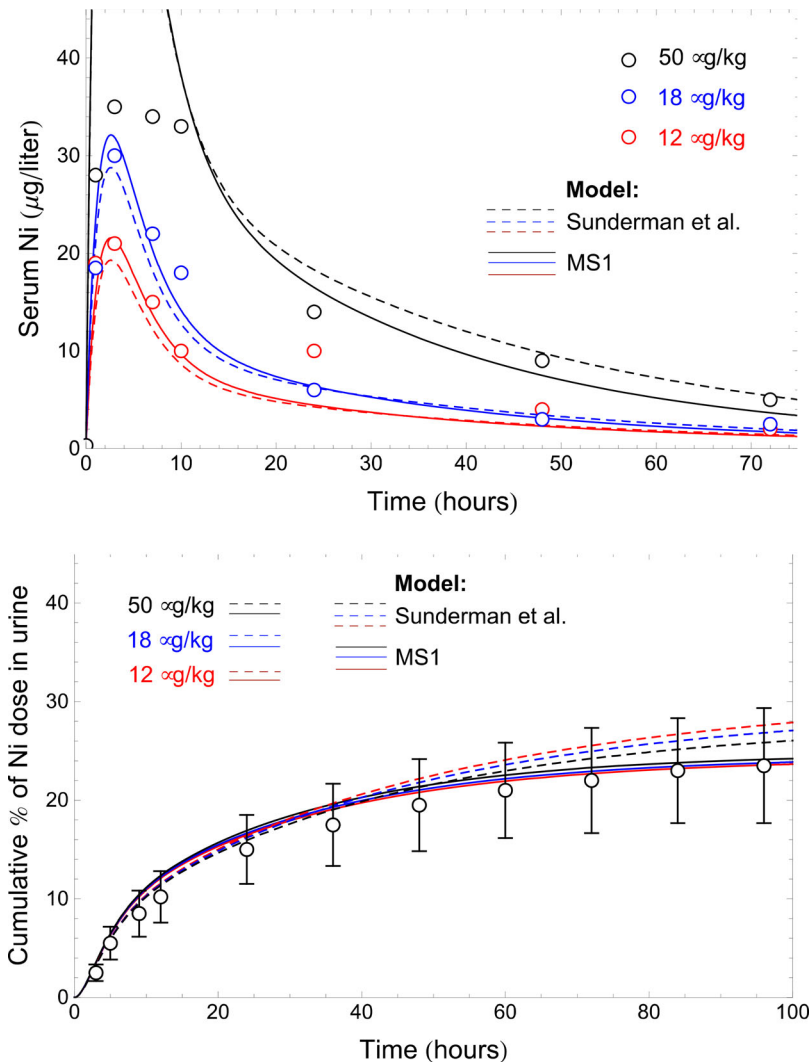 40
30
20
10
0
Serum Ni (μg/liter)
50 ∝g/kg
18 ∝g/kg
12 ∝g/kg
Model:
Sunderman et al.
MS1
0 10 20 30 40 50 60 70
Time (hours)
40
30
20
10
0
Cumulative % of Ni dose in urine
Model:
50 ∝g/kg
Sunderman et al.
18 ∝g/kg
MS1
12 ∝g/kg
0 20 40 60 80 100
Time (hours)